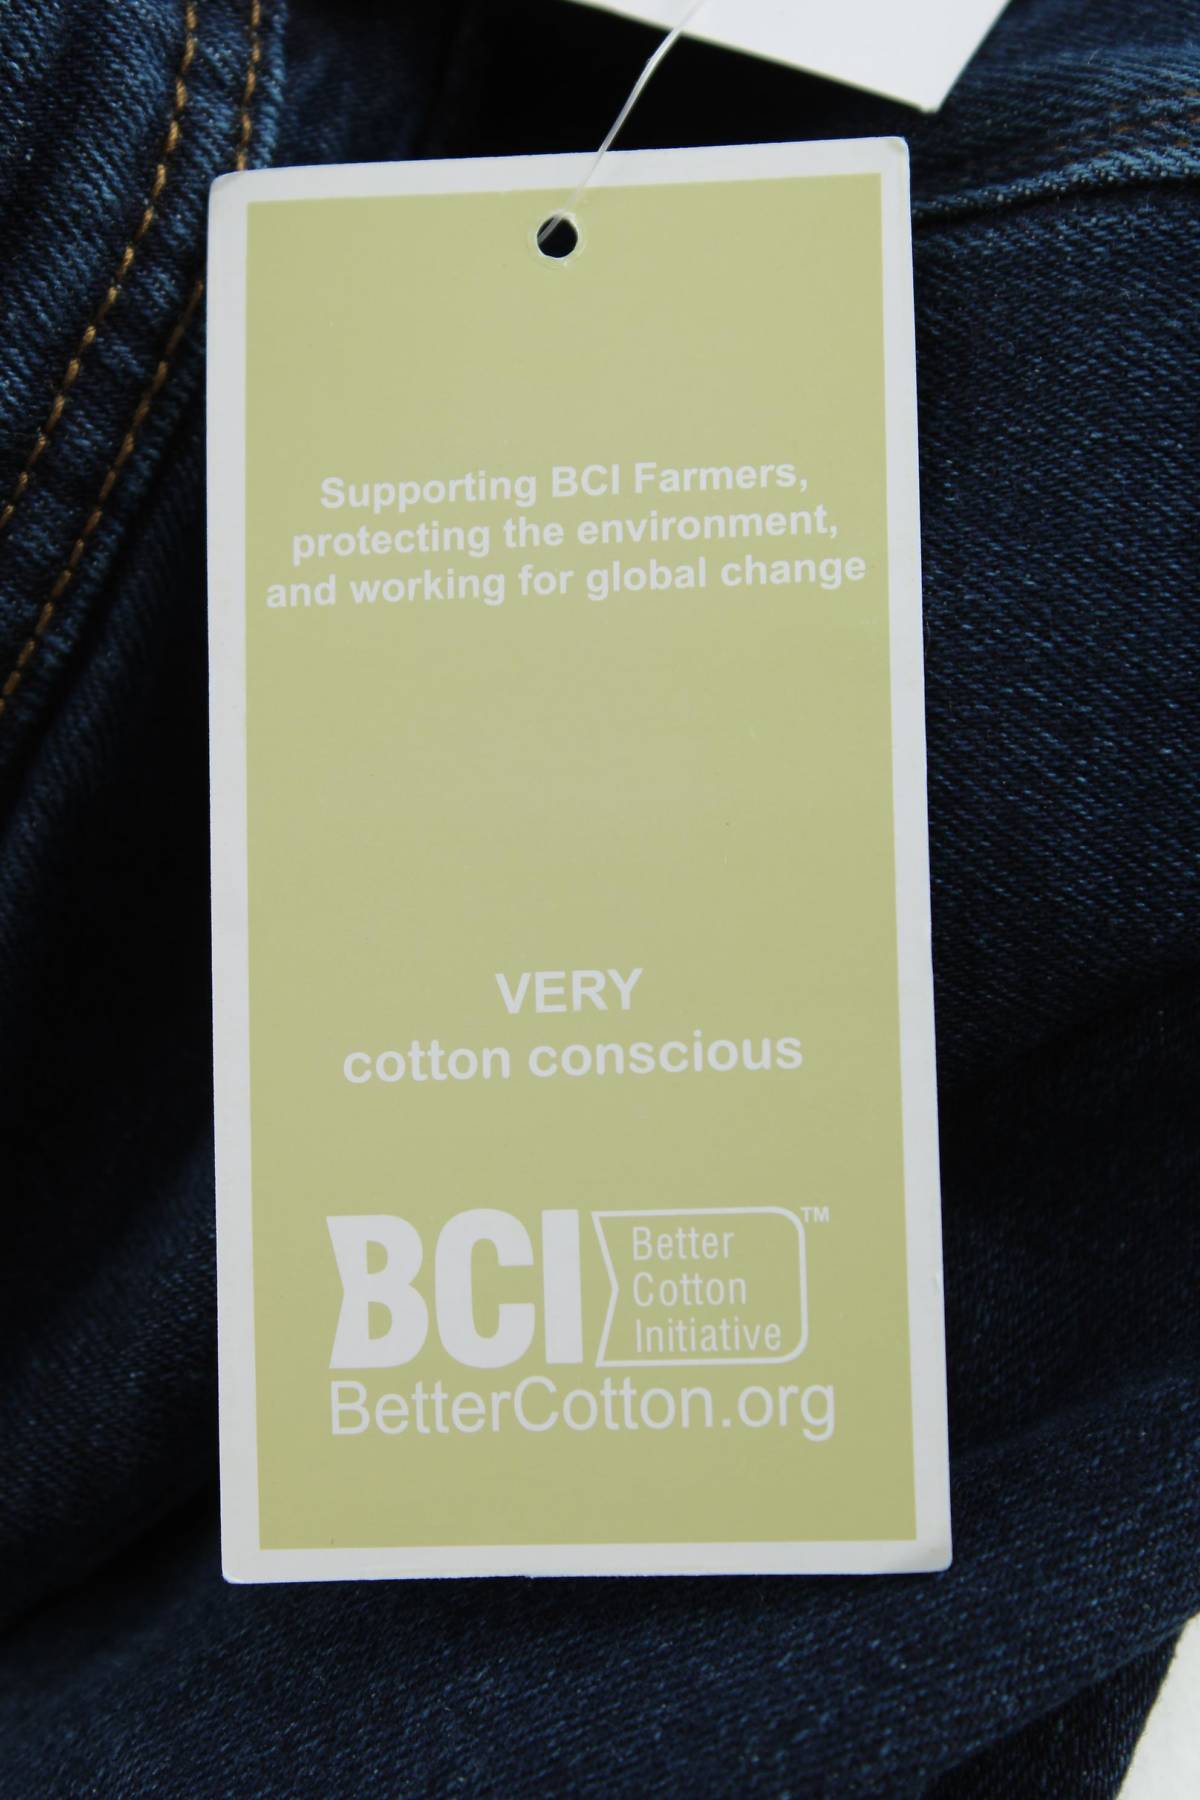 Supporting BCI Farmers,
protecting the environment,
and working for global change
VERY
cotton conscious
BCI
Better
Cotton
Initiative
TM
BetterCotton.org